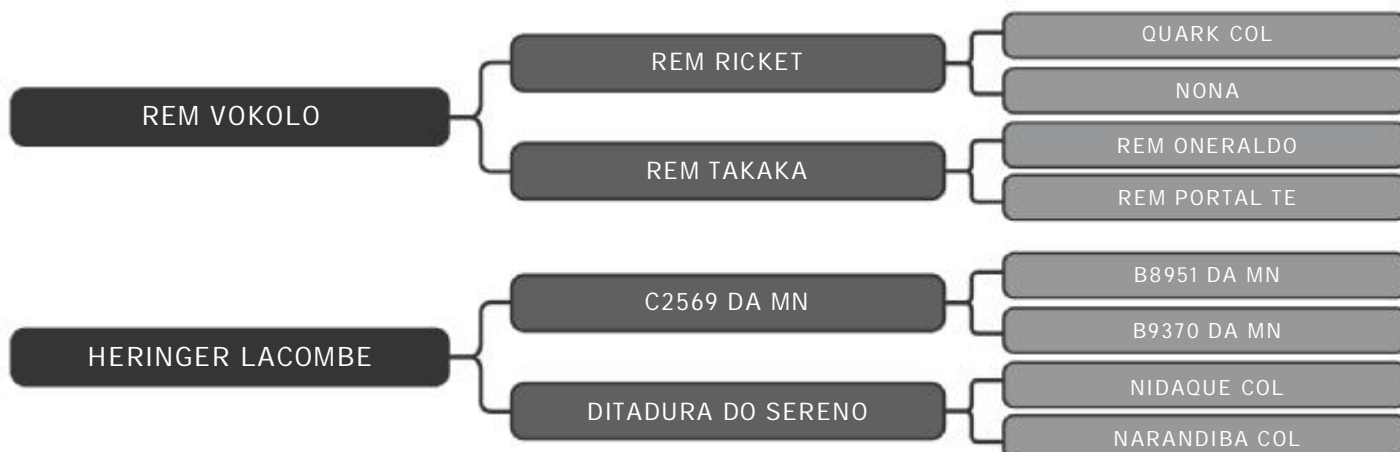 REM VOKOLO
REM RICKET
QUARK COL
NONA
REM TAKAKA
REM ONERALDO
REM PORTAL TE
HERINGER LACOMBE
C2569 DA MN
B8951 DA MN
B9370 DA MN
DITADURA DO SERENO
NIDAQUE COL
NARANDIBA COL